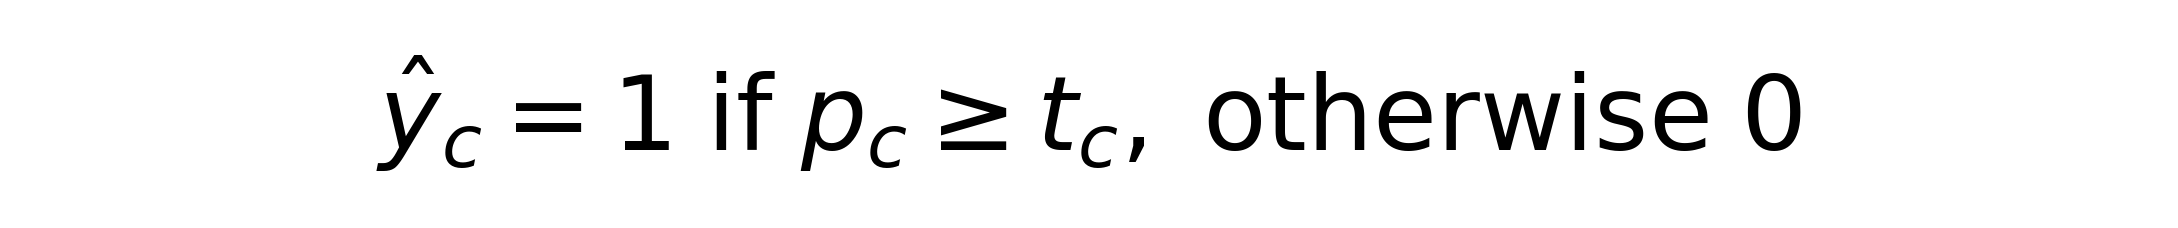 ŷ_c = 1 if p_c ≥ t_c, otherwise 0